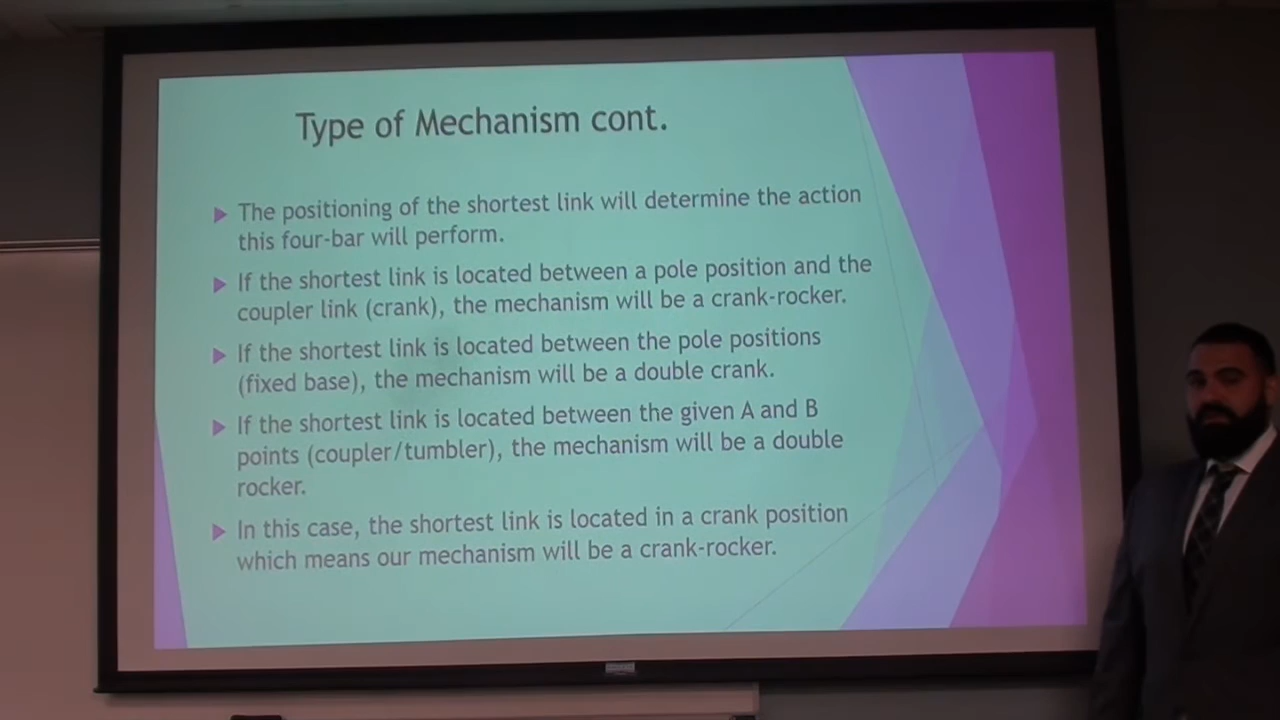 Type of Mechanism cont.
The positioning of the shortest link will determine the action
this four-bar will perform.
If the shortest link is located between a pole position and the
coupler link (crank), the mechanism will be a crank-rocker.
If the shortest link is located between the pole positions
(fixed base), the mechanism will be a double crank.
If the shortest link is located between the given A and B
points (coupler/tumbler), the mechanism will be a double
rocker.
In this case, the shortest link is located in a crank position
which means our mechanism will be a crank-rocker.